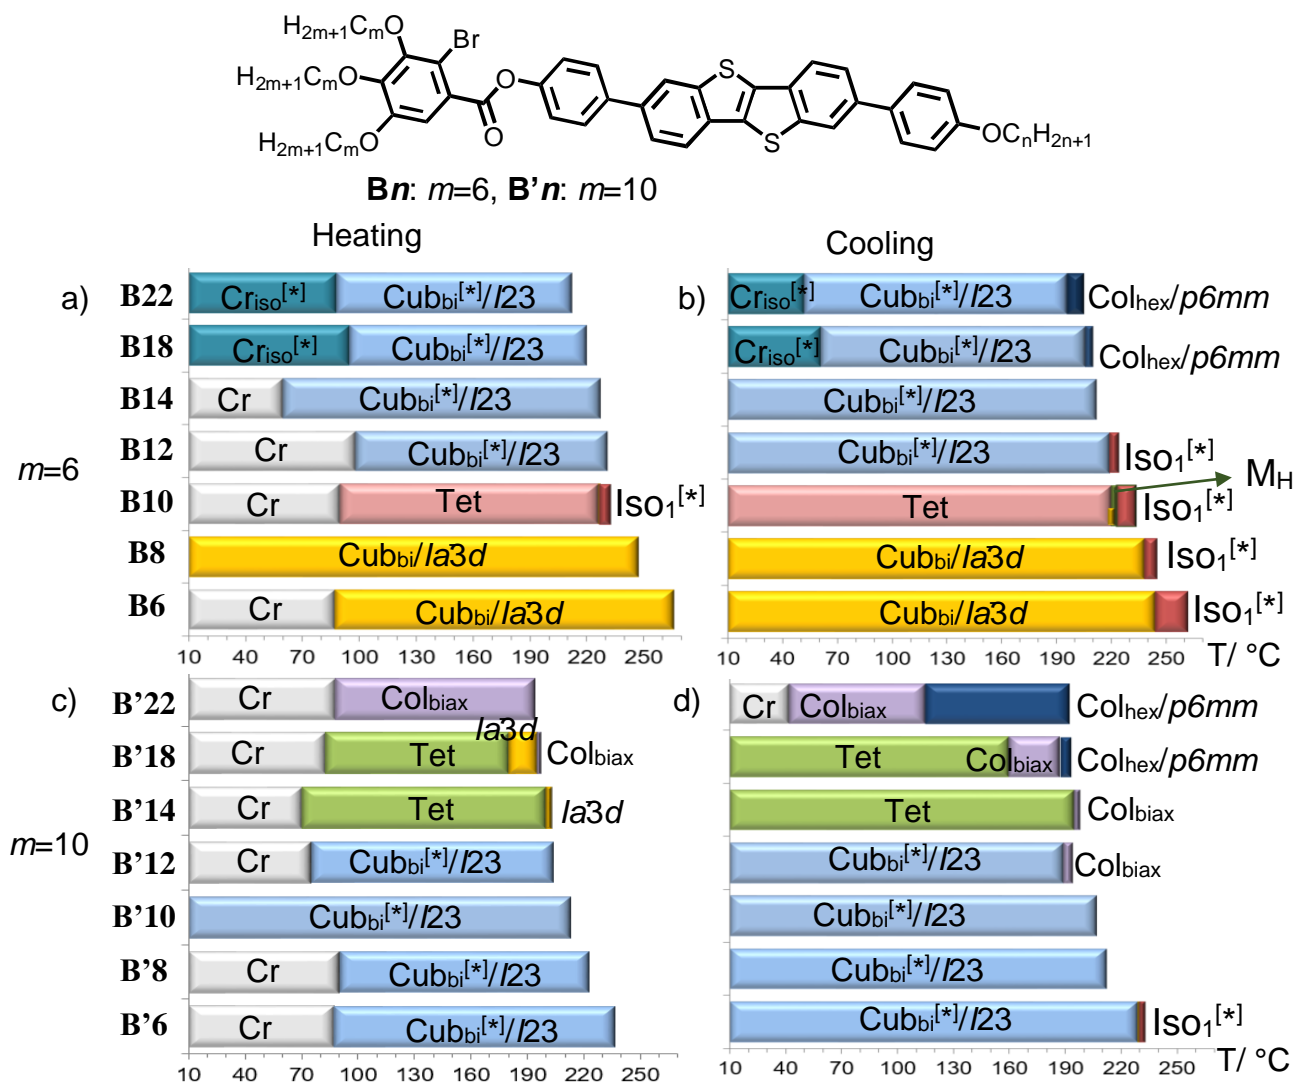 H2m+1CmO
Br
H2m+1CmO
H2m+1CmO
O
O
S
S
OCnH2n+1
Bn: m=6, B'n: m=10
Heating
Cooling
a)
B22
Criso[*]
Cubbi[*]/I23
B18
Criso[*]
Cubbi[*]/I23
B14
Cr
Cubbi[*]/I23
m=6
B12
Cr
Cubbi[*]/I23
B10
Cr
Tet
Iso1[*]
B8
Cubbi/Ia3̄d
B6
Cr
Cubbi/Ia3̄d
10 40 70 100 130 160 190 220 250
b)
Criso[*]
Cubbi[*]/I23
Colhex/p6mm
Criso[*]
Cubbi[*]/I23
Colhex/p6mm
Cubbi[*]/I23
Cubbi[*]/I23
Iso1[*]
MH
Tet
Iso1[*]
Cubbi/Ia3̄d
Iso1[*]
Cubbi/Ia3̄d
Iso1[*]
10 40 70 100 130 160 190 220 250 T/ °C
c)
B'22
Cr
Colbiax
Ia3̄d
B'18
Cr
Tet
Colbiax
B'14
Cr
Tet
Ia3̄d
m=10
B'12
Cr
Cubbi[*]/I23
B'10
Cubbi[*]/I23
B'8
Cr
Cubbi[*]/I23
B'6
Cr
Cubbi[*]/I23
10 40 70 100 130 160 190 220 250
d)
Cr
Colbiax
Colhex/p6mm
Tet
Colbiax
Colhex/p6mm
Tet
Colbiax
Cubbi[*]/I23
Colbiax
Cubbi[*]/I23
Cubbi[*]/I23
Cubbi[*]/I23
Iso1[*]
10 40 70 100 130 160 190 220 250 T/ °C